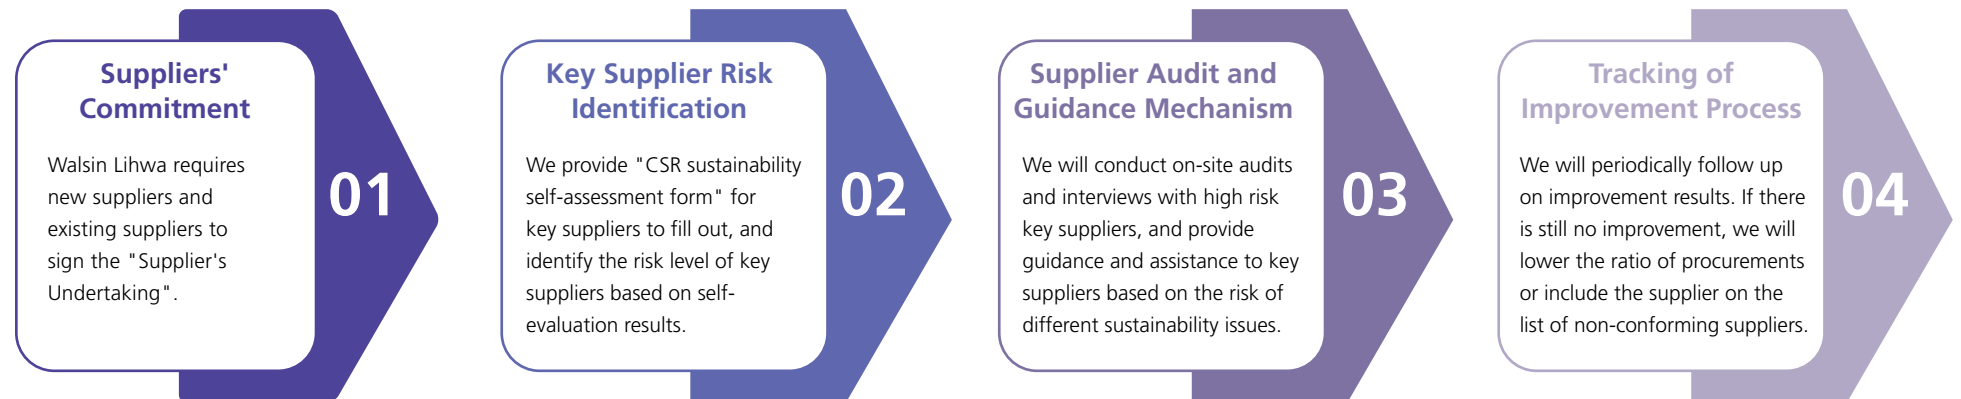 Suppliers'
Commitment
Walsin Lihwa requires
new suppliers and
existing suppliers to
sign the "Supplier's
Undertaking".
01
Key Supplier Risk
Identification
We provide "CSR sustainability
self-assessment form" for
key suppliers to fill out, and
identify the risk level of key
suppliers based on self-
evaluation results.
02
Supplier Audit and
Guidance Mechanism
We will conduct on-site audits
and interviews with high risk
key suppliers, and provide
guidance and assistance to key
suppliers based on the risk of
different sustainability issues.
03
Tracking of
Improvement Process
We will periodically follow up
on improvement results. If there
is still no improvement, we will
lower the ratio of procurements
or include the supplier on the
list of non-conforming suppliers.
04